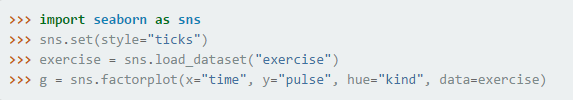 >>> import seaborn as sns
>>> sns.set(style="ticks")
>>> exercise = sns.load_dataset("exercise")
>>> g = sns.factorplot(x="time", y="pulse", hue="kind", data=exercise)